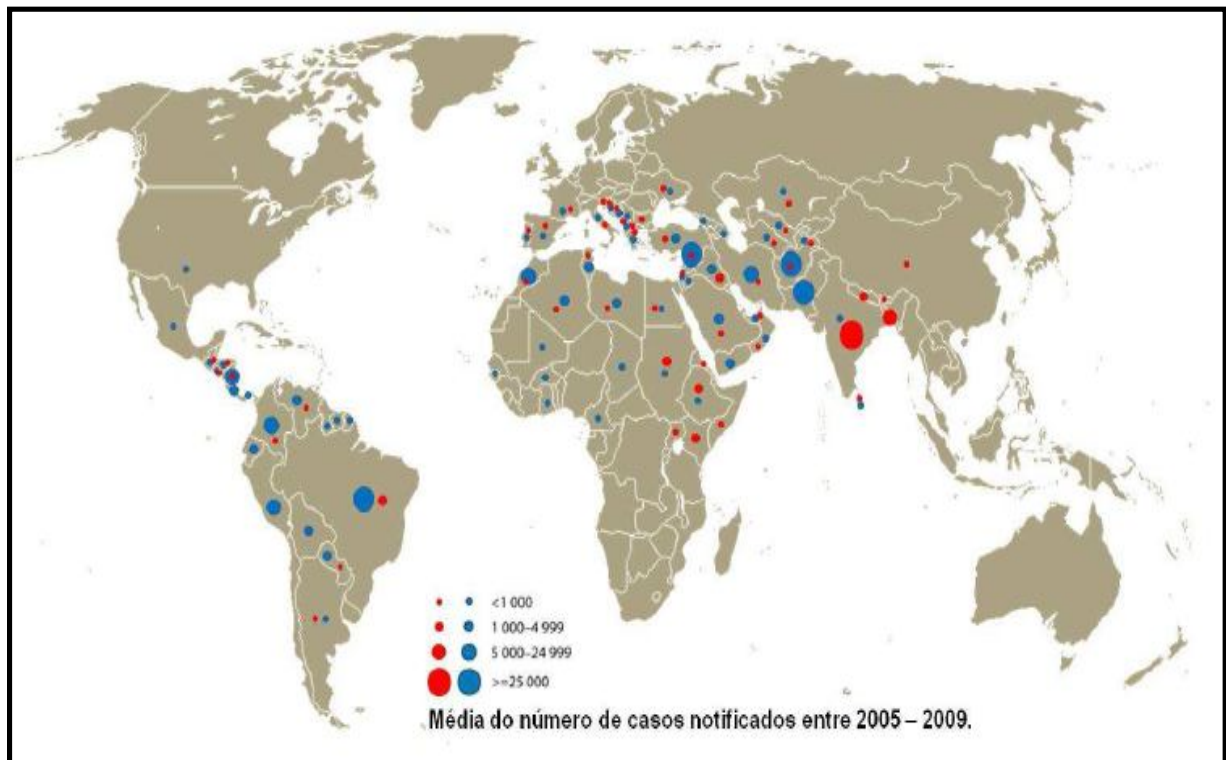 <1 000
1 000–4 999
5 000–24 999
>=25 000
Média do número de casos notificados entre 2005 – 2009.